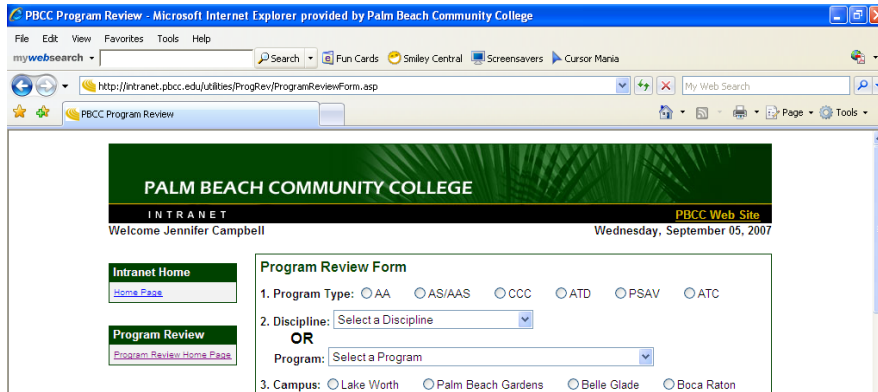 PBCC Program Review - Microsoft Internet Explorer provided by Palm Beach Community College
File Edit View Favorites Tools Help
mywebsearch Search Fun Cards Smiley Central Screensavers Cursor Mania
http://intranet.pbcc.edu/utilities/ProgRev/ProgramReviewForm.asp My Web Search
PBCC Program Review Page Tools
PALM BEACH COMMUNITY COLLEGE
INTRANET PBCC Web Site
Welcome Jennifer Campbell Wednesday, September 05, 2007
Intranet Home
Home Page
Program Review
Program Review Home Page
Program Review Form
1. Program Type: AA AS/AAS CCC ATD PSAV ATC
2. Discipline: Select a Discipline
OR
Program: Select a Program
3. Campus: Lake Worth Palm Beach Gardens Belle Glade Boca Raton